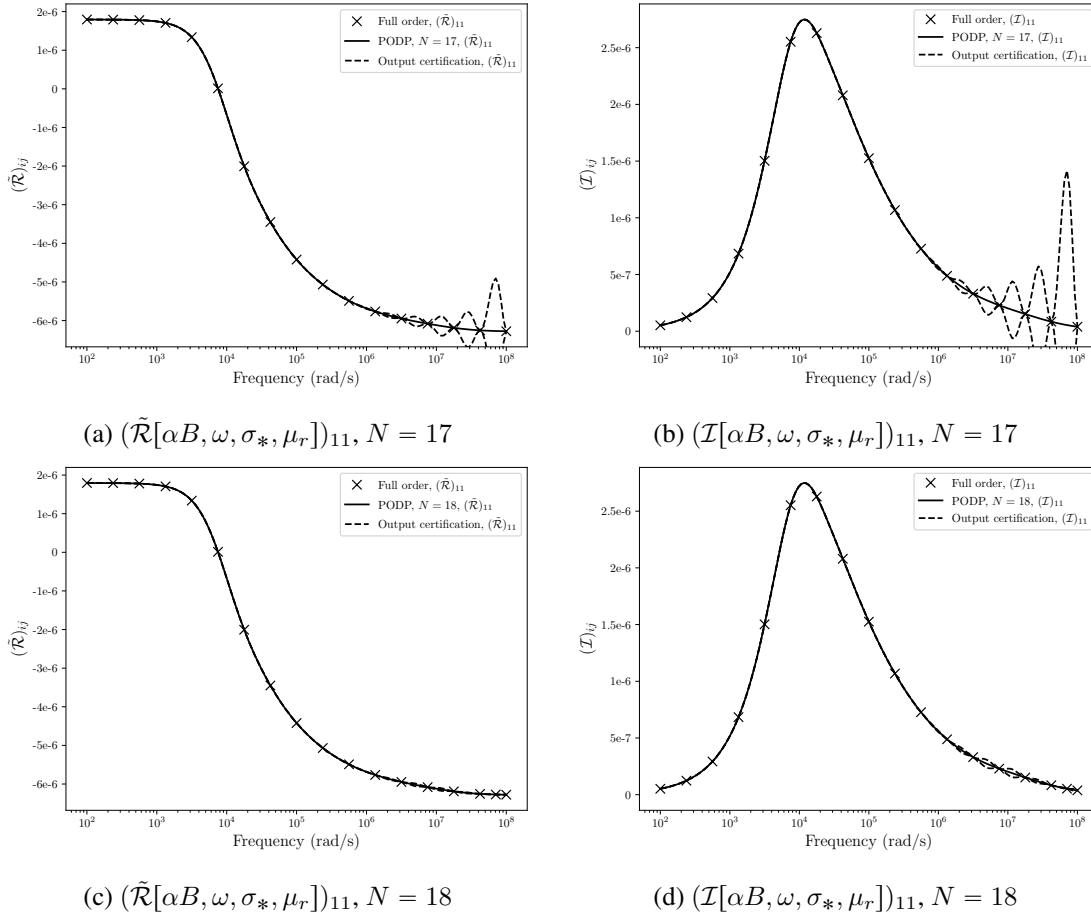 2e-6
1e-6
0
-1e-6
-2e-6
-3e-6
-4e-6
-5e-6
-6e-6
(ℛ̃)ᵢⱼ
Full order, (ℛ̃)₁₁
PODP, N = 17, (ℛ̃)₁₁
Output certification, (ℛ̃)₁₁
10² 10³ 10⁴ 10⁵ 10⁶ 10⁷ 10⁸
Frequency (rad/s)
(a) (ℛ̃[αB, ω, σ∗, μᵣ])₁₁, N = 17
2.5e-6
2e-6
1.5e-6
1e-6
5e-7
0
(ℐ)ᵢⱼ
Full order, (ℐ)₁₁
PODP, N = 17, (ℐ)₁₁
Output certification, (ℐ)₁₁
10² 10³ 10⁴ 10⁵ 10⁶ 10⁷ 10⁸
Frequency (rad/s)
(b) (ℐ[αB, ω, σ∗, μᵣ])₁₁, N = 17
2e-6
1e-6
0
-1e-6
-2e-6
-3e-6
-4e-6
-5e-6
-6e-6
(ℛ̃)ᵢⱼ
Full order, (ℛ̃)₁₁
PODP, N = 18, (ℛ̃)₁₁
Output certification, (ℛ̃)₁₁
10² 10³ 10⁴ 10⁵ 10⁶ 10⁷ 10⁸
Frequency (rad/s)
(c) (ℛ̃[αB, ω, σ∗, μᵣ])₁₁, N = 18
2.5e-6
2e-6
1.5e-6
1e-6
5e-7
0
(ℐ)ᵢⱼ
Full order, (ℐ)₁₁
PODP, N = 18, (ℐ)₁₁
Output certification, (ℐ)₁₁
10² 10³ 10⁴ 10⁵ 10⁶ 10⁷ 10⁸
Frequency (rad/s)
(d) (ℐ[αB, ω, σ∗, μᵣ])₁₁, N = 18